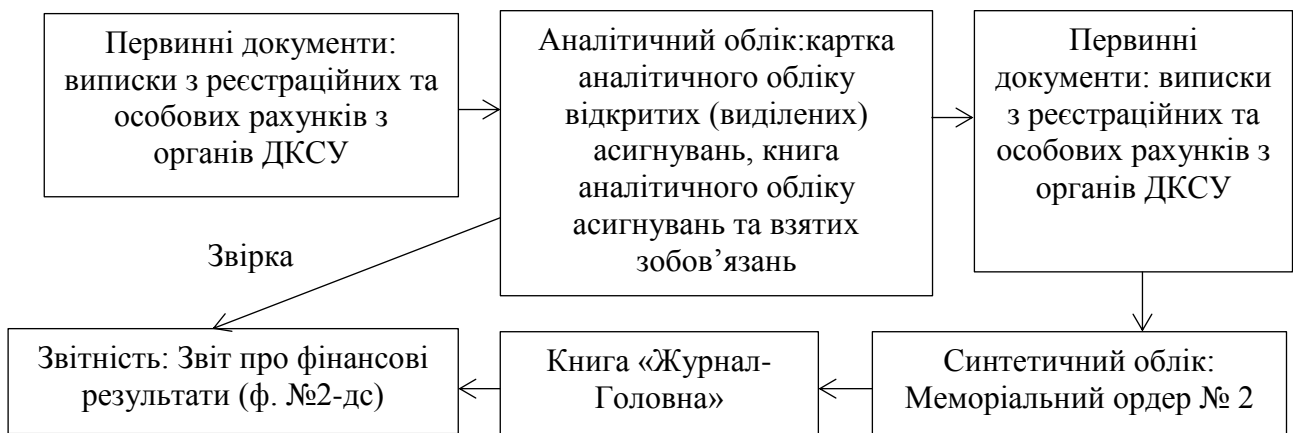 Первинні документи:
виписки з реєстраційних та
особових рахунків з
органів ДКСУ
Аналітичний облік:картка
аналітичного обліку
відкритих (виділених)
асигнувань, книга
аналітичного обліку
асигнувань та взятих
зобов’язань
Первинні
документи: виписки
з реєстраційних та
особових рахунків з
органів ДКСУ
Звірка
Звітність: Звіт про фінансові
результати (ф. №2-дс)
Книга «Журнал-
Головна»
Синтетичний облік:
Меморіальний ордер № 2